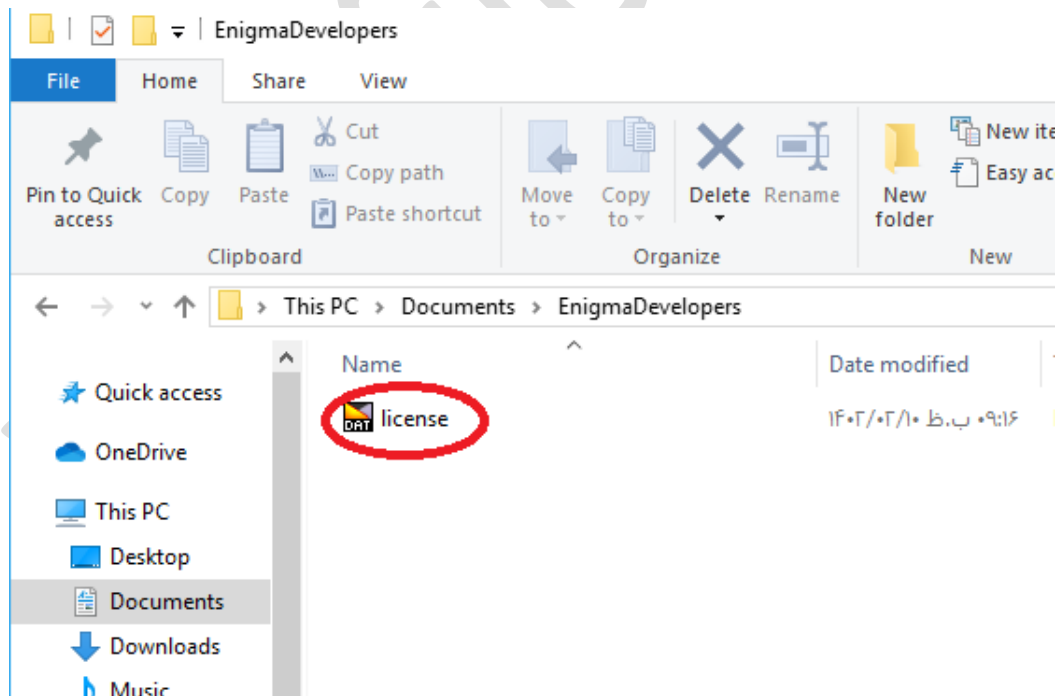 EnigmaDevelopers
File Home Share View
Pin to Quick access
Copy
Paste
Cut
Copy path
Paste shortcut
Move to
Copy to
Delete
Rename
New folder
New ite
Easy ac
Clipboard Organize New
This PC > Documents > EnigmaDevelopers
Name Date modified
Quick access
DAT license ۱۴۰۲/۰۲/۱۰ ب.ظ ۰۹:۱۶
OneDrive
This PC
Desktop
Documents
Downloads
Music